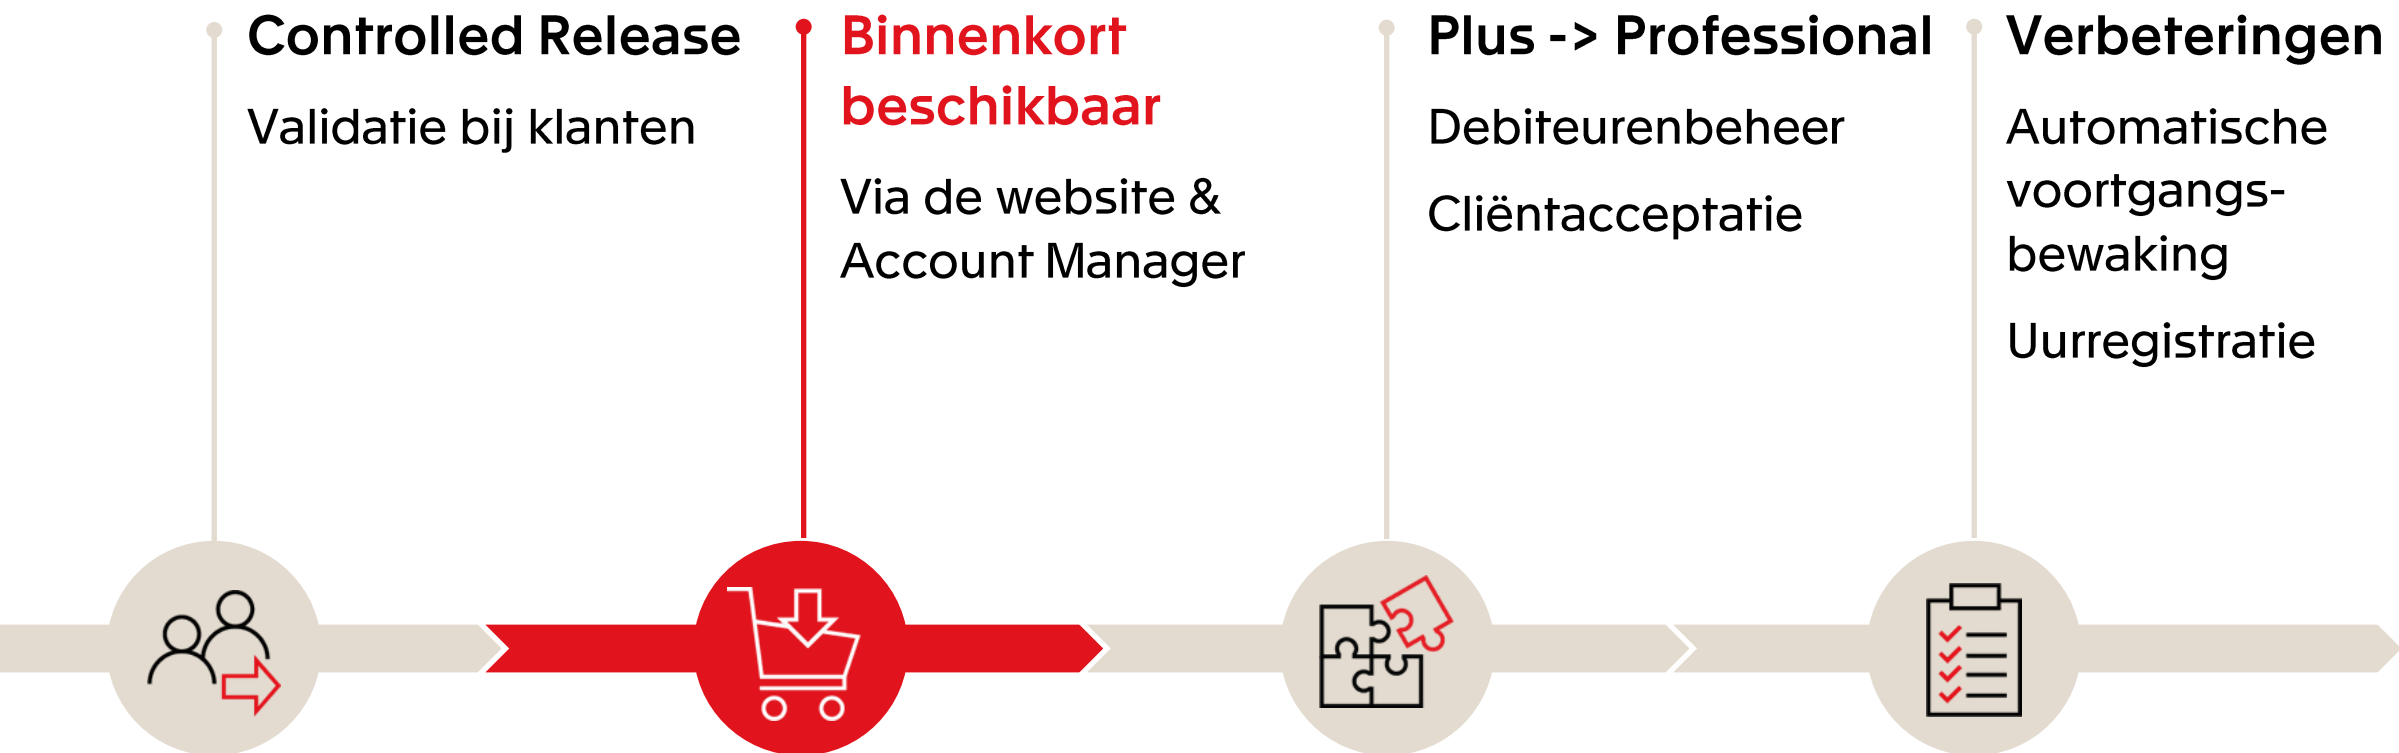 Controlled Release
Validatie bij klanten
Binnenkort
beschikbaar
Via de website &
Account Manager
Plus -> Professional
Debiteurenbeheer
Cliëntacceptatie
Verbeteringen
Automatische
voortgangs-
bewaking
Uurregistratie